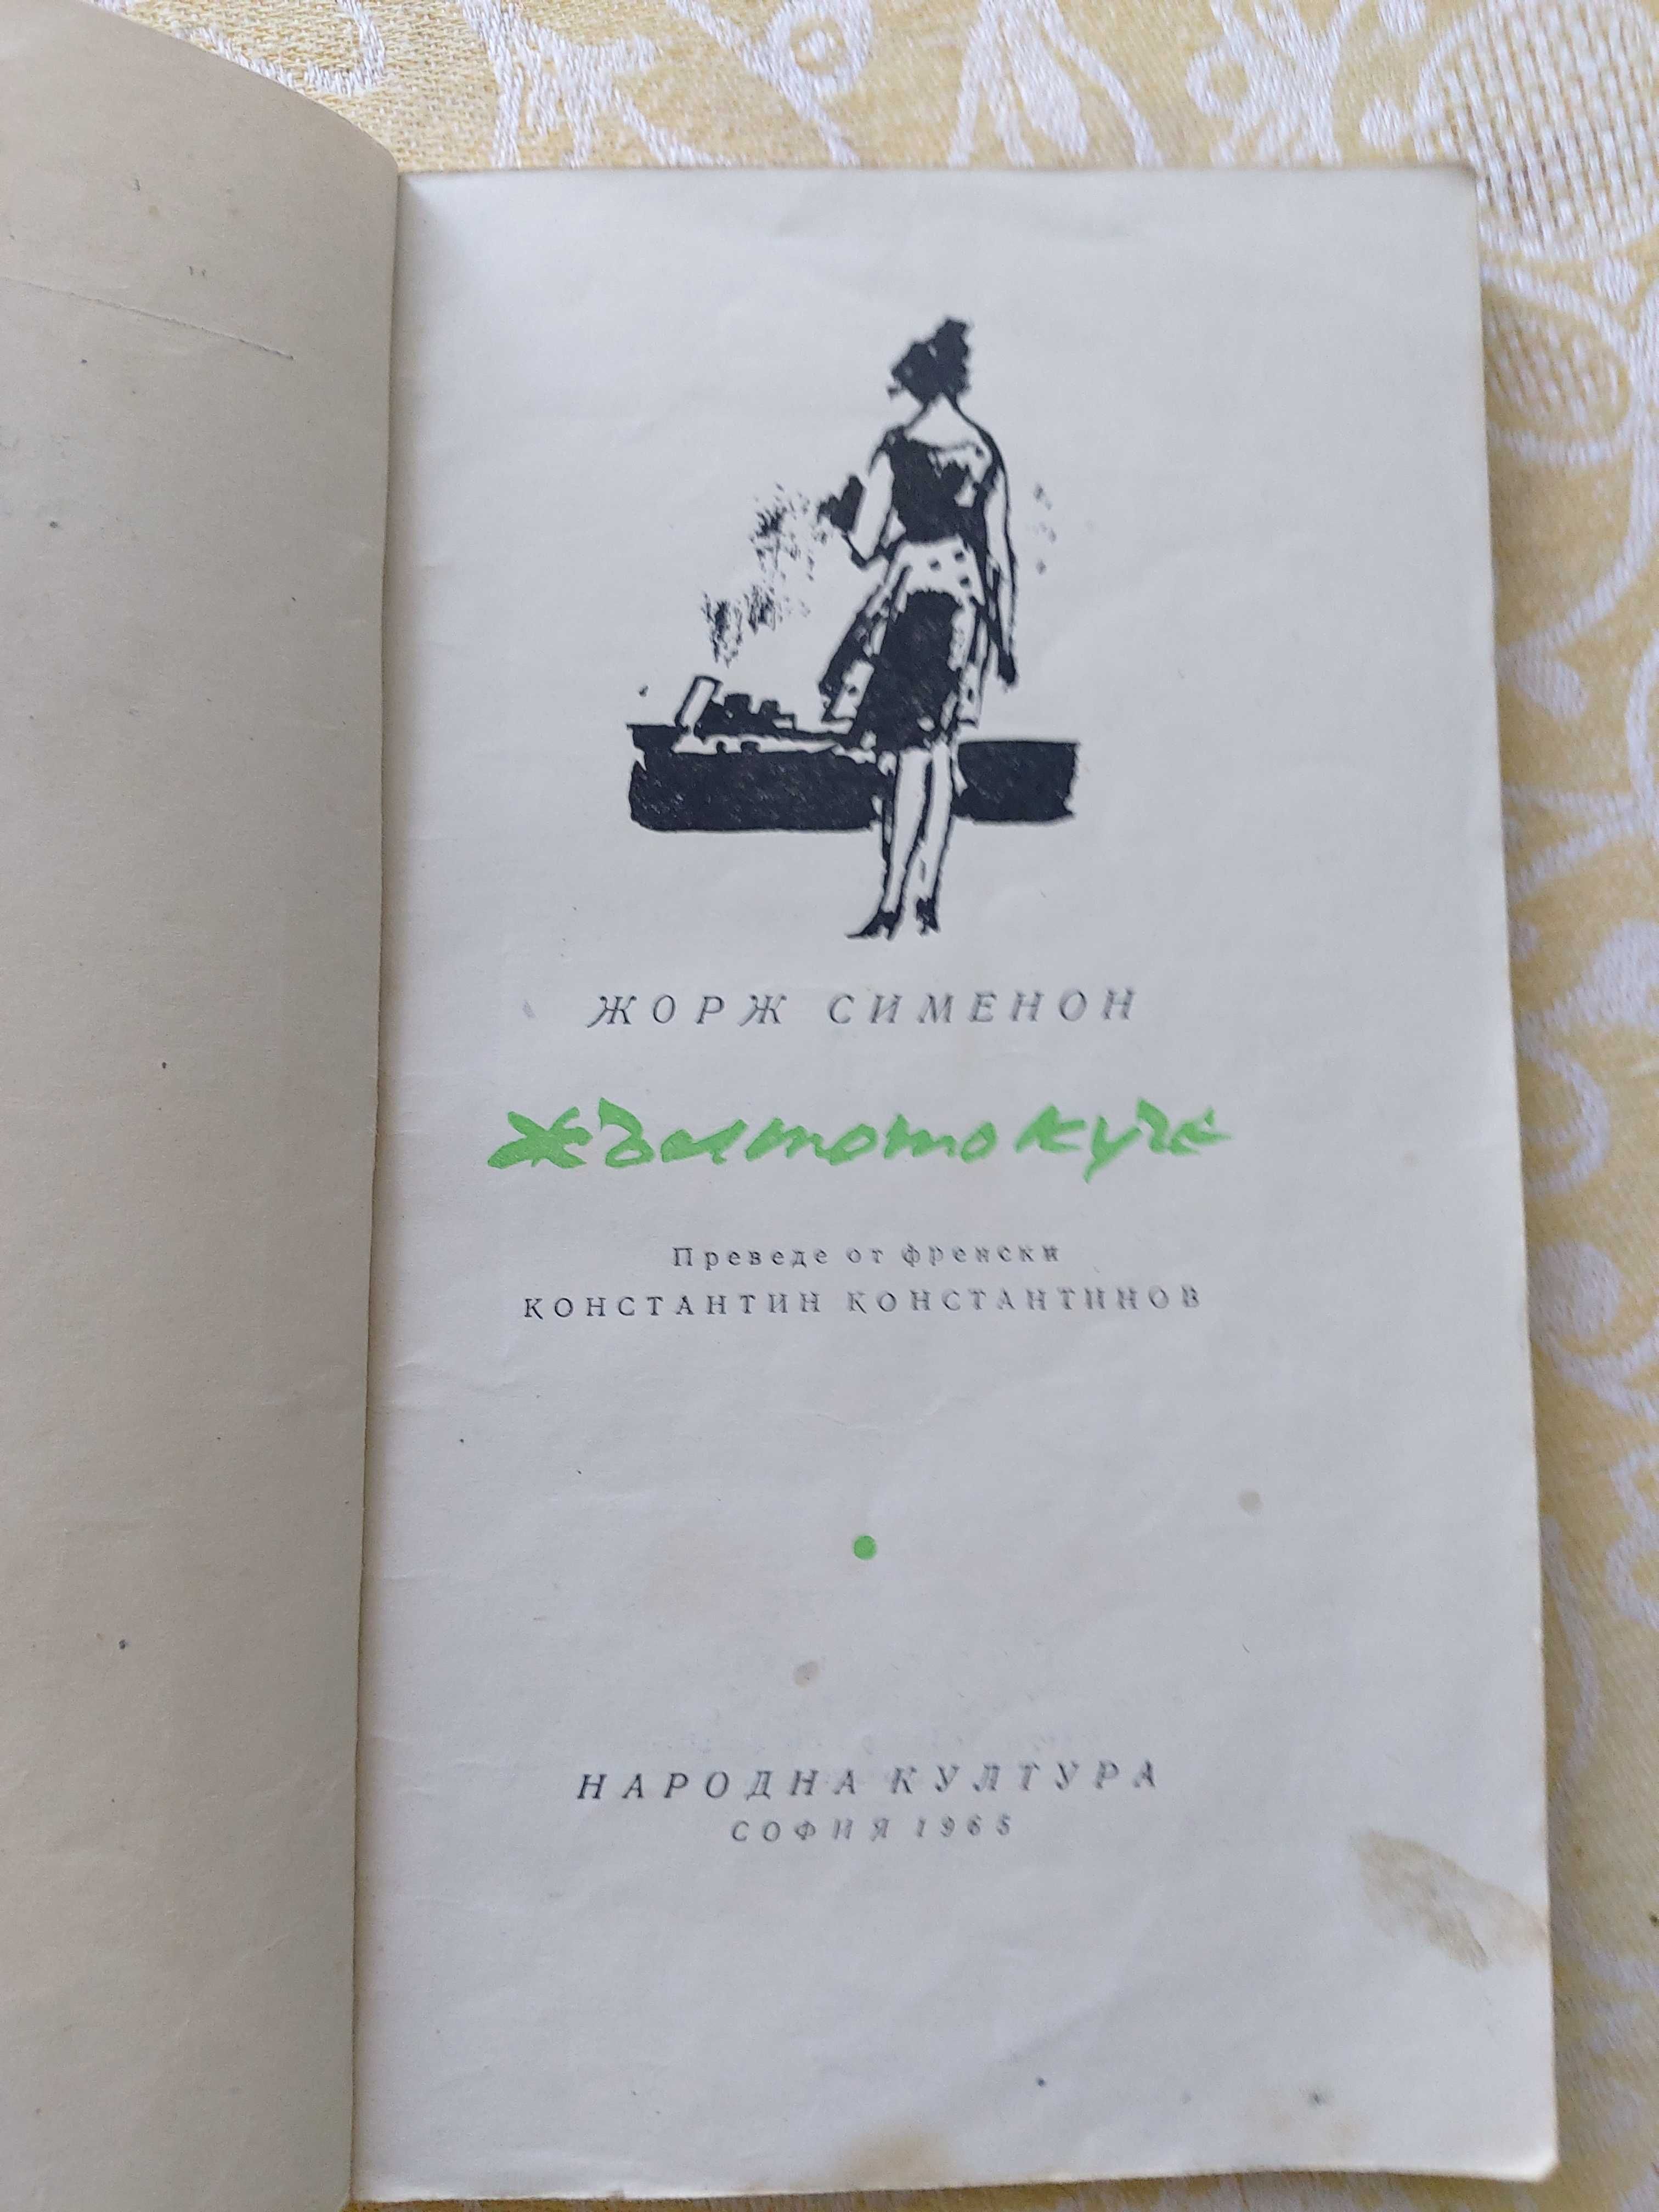 ЖОРЖ СИМЕНОН
Жълтото куче
Преведе от френски
КОНСТАНТИН КОНСТАНТИНОВ
НАРОДНА КУЛТУРА
СОФИЯ 1965